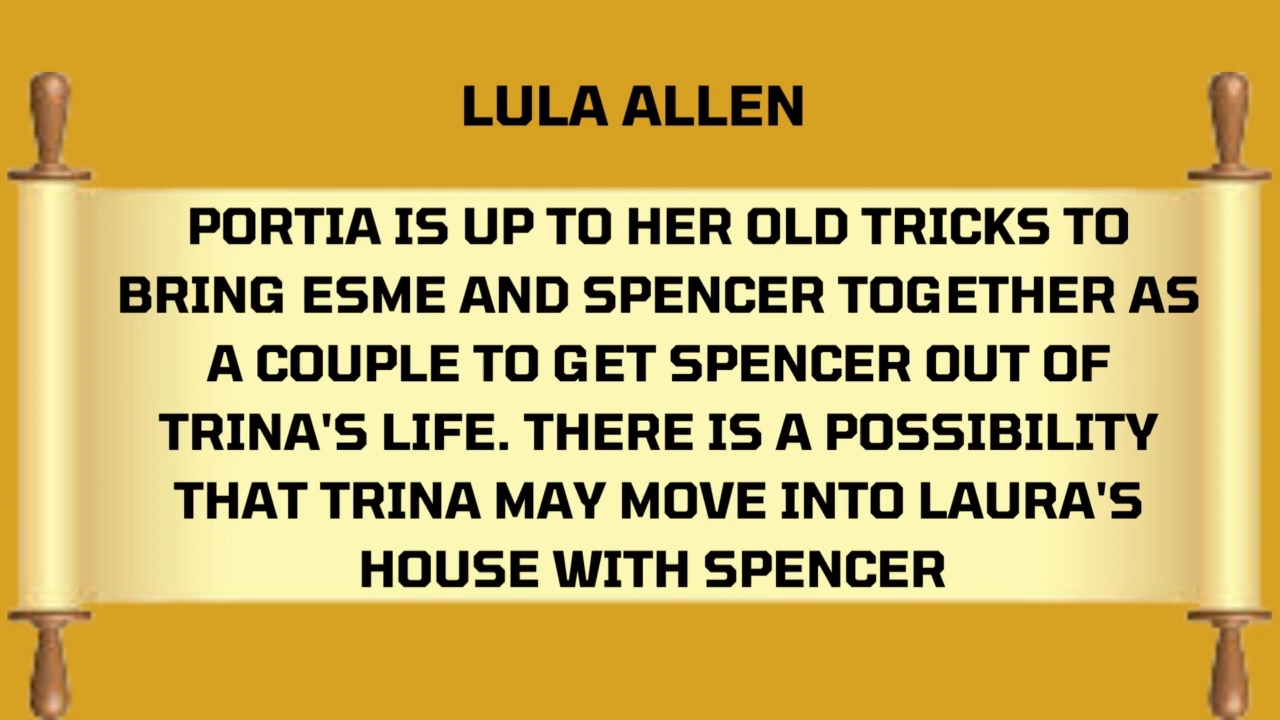 LULA ALLEN
PORTIA IS UP TO HER OLD TRICKS TO
BRING ESME AND SPENCER TOGETHER AS
A COUPLE TO GET SPENCER OUT OF
TRINA'S LIFE. THERE IS A POSSIBILITY
THAT TRINA MAY MOVE INTO LAURA'S
HOUSE WITH SPENCER